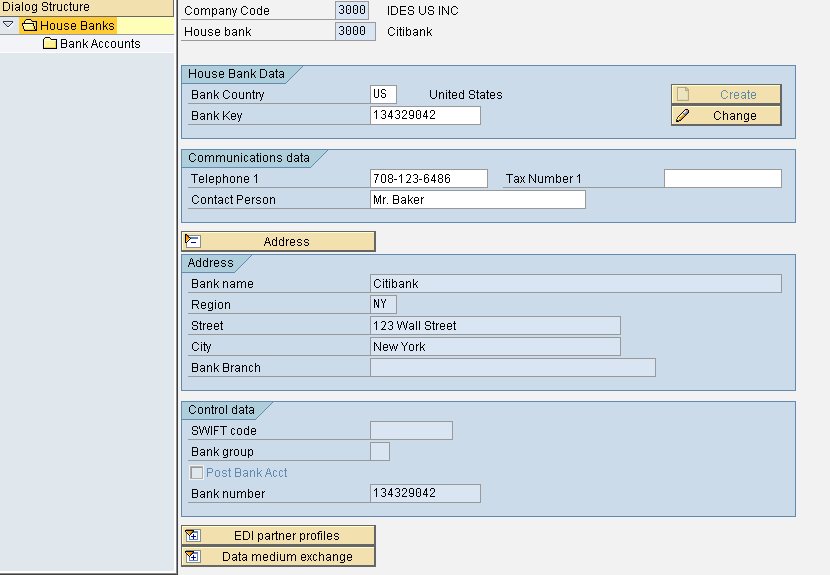 Dialog Structure
House Banks
Bank Accounts
Company Code 3000 IDES US INC
House bank 3000 Citibank
House Bank Data
Bank Country US United States Create
Bank Key 134329042 Change
Communications data
Telephone 1 708-123-6486 Tax Number 1
Contact Person Mr. Baker
Address
Address
Bank name Citibank
Region NY
Street 123 Wall Street
City New York
Bank Branch
Control data
SWIFT code
Bank group
Post Bank Acct
Bank number 134329042
EDI partner profiles
Data medium exchange